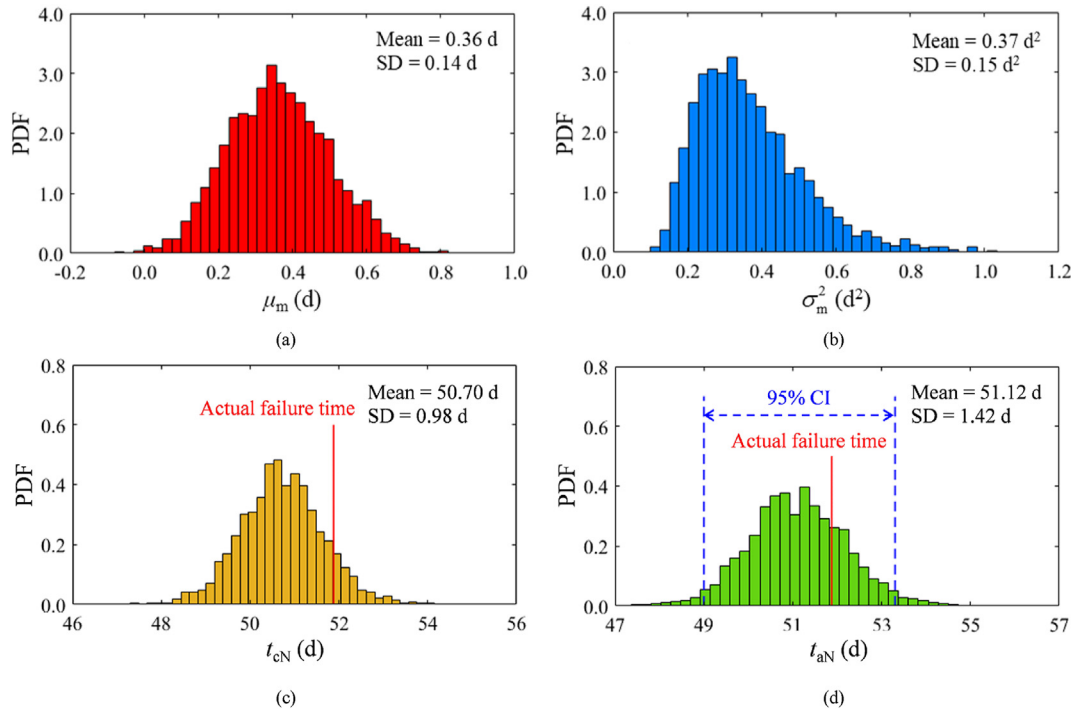 4.0
3.0
2.0
1.0
0.0
PDF
Mean = 0.36 d
SD = 0.14 d
-0.2 0.0 0.2 0.4 0.6 0.8 1.0
μm (d)
(a)
4.0
3.0
2.0
1.0
0.0
PDF
Mean = 0.37 d²
SD = 0.15 d²
0.0 0.2 0.4 0.6 0.8 1.0 1.2
σ²m (d²)
(b)
0.8
0.6
0.4
0.2
0.0
PDF
Mean = 50.70 d
SD = 0.98 d
Actual failure time
46 48 50 52 54 56
tcN (d)
(c)
0.8
0.6
0.4
0.2
0.0
PDF
Mean = 51.12 d
SD = 1.42 d
95% CI
Actual failure time
47 49 51 53 55 57
taN (d)
(d)